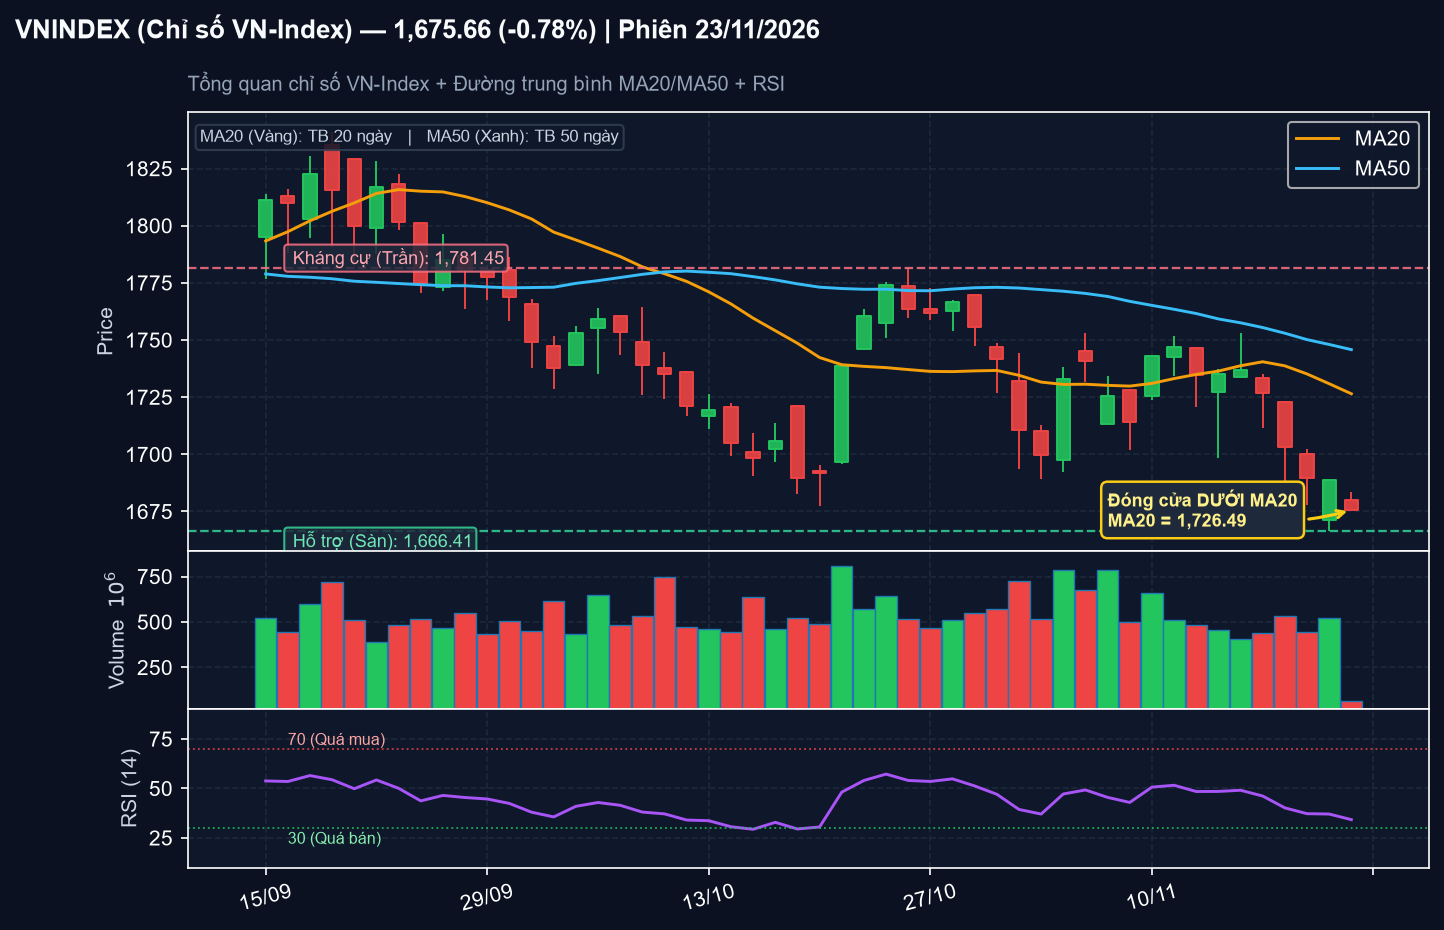 VNINDEX (Chỉ số VN-Index) — 1,675.66 (-0.78%) | Phiên 23/11/2026
Tổng quan chỉ số VN-Index + Đường trung bình MA20/MA50 + RSI
MA20 (Vàng): TB 20 ngày | MA50 (Xanh): TB 50 ngày
MA20
MA50
Price
1825
1800
1775
1750
1725
1700
1675
Kháng cự (Trần): 1,781.45
Đóng cửa DƯỚI MA20
MA20 = 1,726.49
Hỗ trợ (Sàn): 1,666.41
Volume 10⁶
750
500
250
RSI (14)
75
50
25
70 (Quá mua)
30 (Quá bán)
15/09
29/09
13/10
27/10
10/11